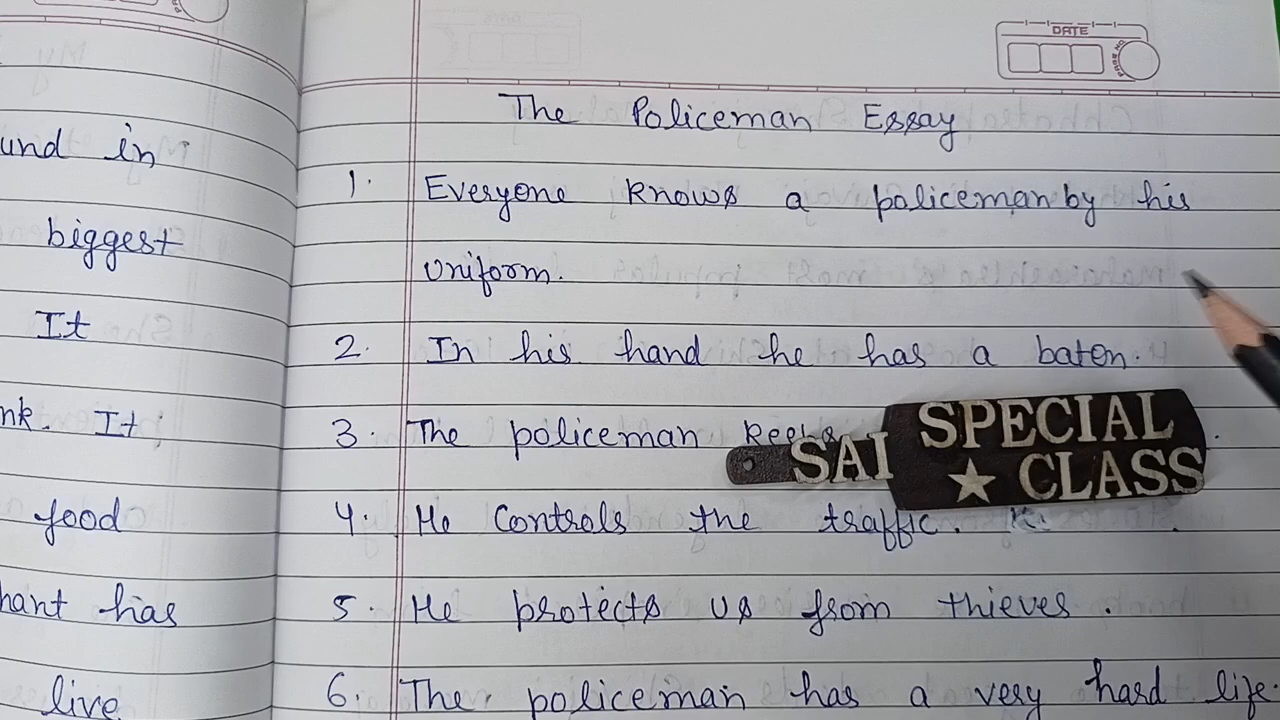 und in
biggest
It
nk. It
food
hant has
live
DATE
The Policeman Essay
1. Everyone knows a policeman by his
uniform.
2. In his hand he has a baton.
3. The policeman
SAI SPECIAL
★ CLASS
4. He controls the traffic.
5. He protects us from thieves.
6. The policeman has a very hard life.